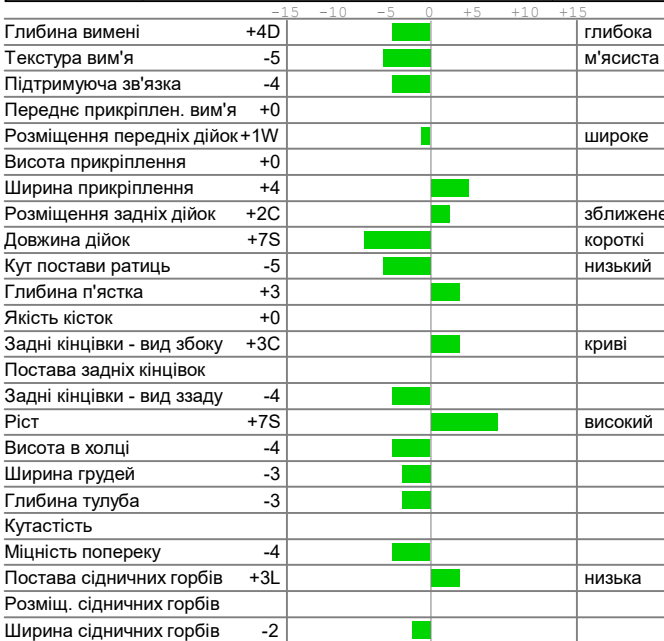 -15 -10 -5 0 +5 +10 +15
Глибина вимені +4D глибока
Текстура вим'я -5 м'ясиста
Підтримуюча зв'язка -4
Переднє прикріплен. вим'я +0
Розміщення передніх дійок +1W широке
Висота прикріплення +0
Ширина прикріплення +4
Розміщення задніх дійок +2C зближене
Довжина дійок +7S короткі
Кут постави ратиць -5 низький
Глибина п'ястка +3
Якість кісток +0
Задні кінцівки - вид збоку +3C криві
Постава задніх кінцівок
Задні кінцівки - вид ззаду -4
Ріст +7S високий
Висота в холці -4
Ширина грудей -3
Глибина тулуба -3
Кутастість
Міцність попереку -4
Постава сідничних горбів +3L низька
Розміщ. сідничних горбів
Ширина сідничних горбів -2